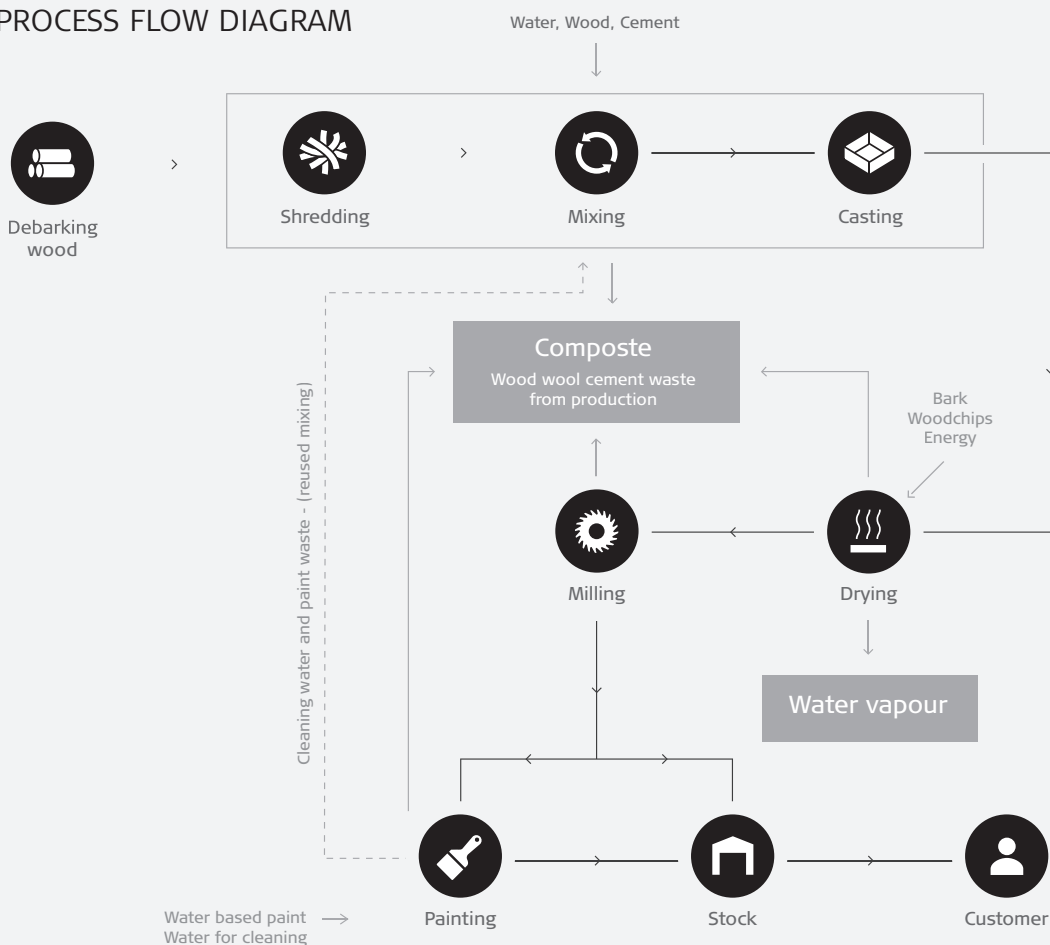 PROCESS FLOW DIAGRAM
Water, Wood, Cement
Debarking
wood
Shredding
Mixing
Casting
Composte
Wood wool cement waste
from production
Bark
Woodchips
Energy
Cleaning water and paint waste - (reused mixing)
Milling
Drying
Water vapour
Painting
Stock
Customer
Water based paint
Water for cleaning